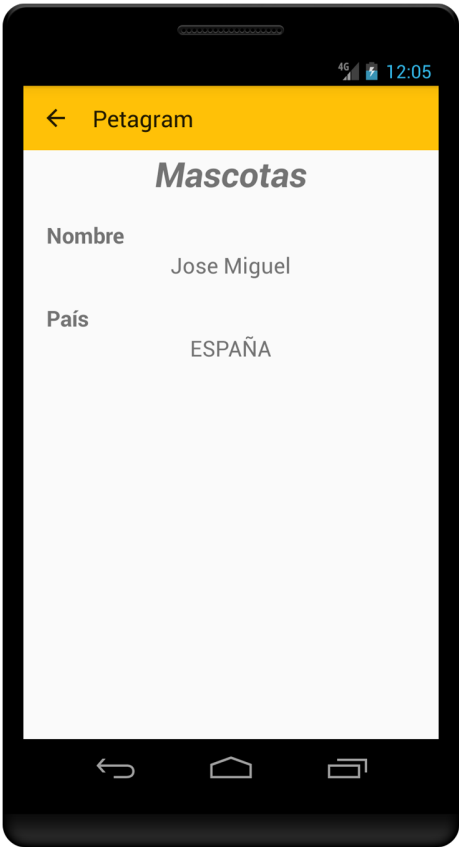 4G 12:05
Petagram
Mascotas
Nombre
Jose Miguel
País
ESPAÑA